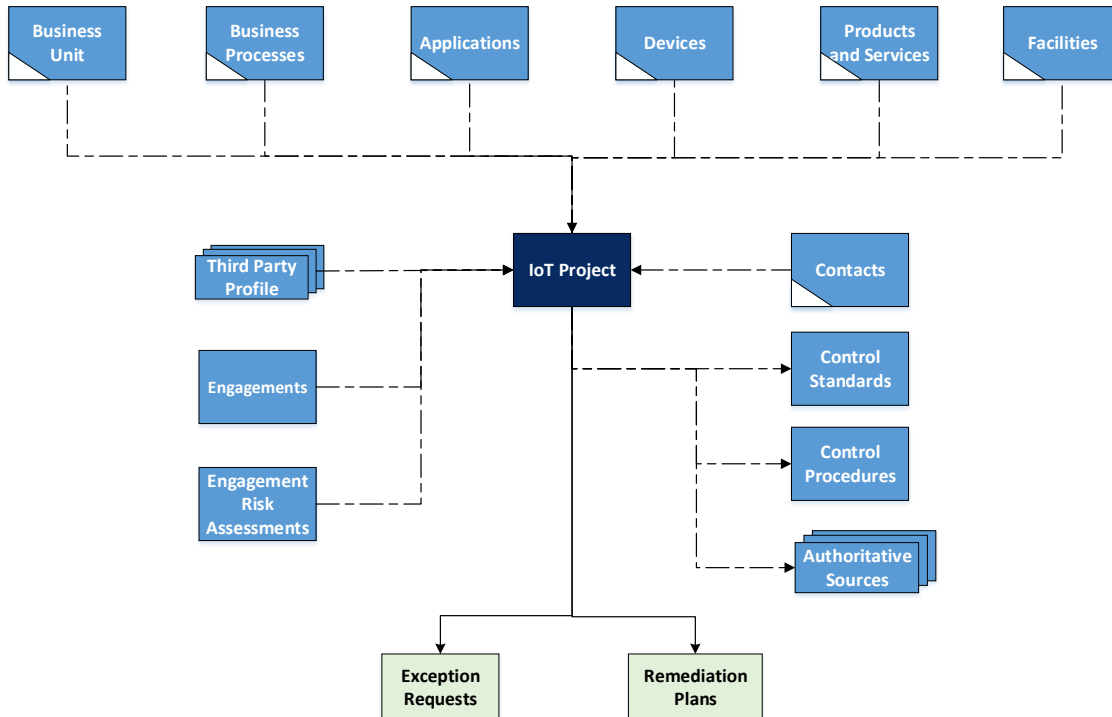 Business
Unit
Business
Processes
Applications
Devices
Products
and Services
Facilities
Third Party
Profile
IoT Project
Contacts
Engagements
Control
Standards
Engagement
Risk
Assessments
Control
Procedures
Authoritative
Sources
Exception
Requests
Remediation
Plans